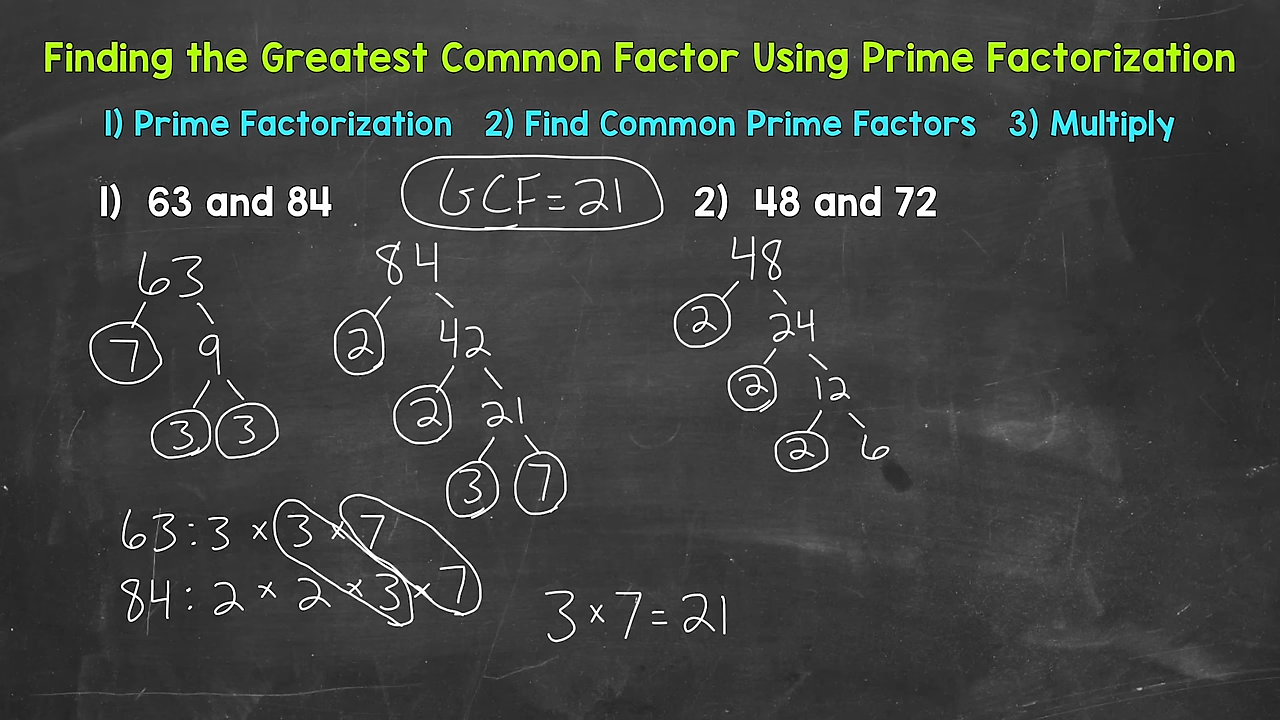 Finding the Greatest Common Factor Using Prime Factorization
1) Prime Factorization 2) Find Common Prime Factors 3) Multiply
1) 63 and 84
GCF = 21
63
7 9
3 3
84
2 42
2 21
3 7
63: 3 × 3 × 7
84: 2 × 2 × 3 × 7
3 × 7 = 21
2) 48 and 72
48
2 24
2 12
2 6